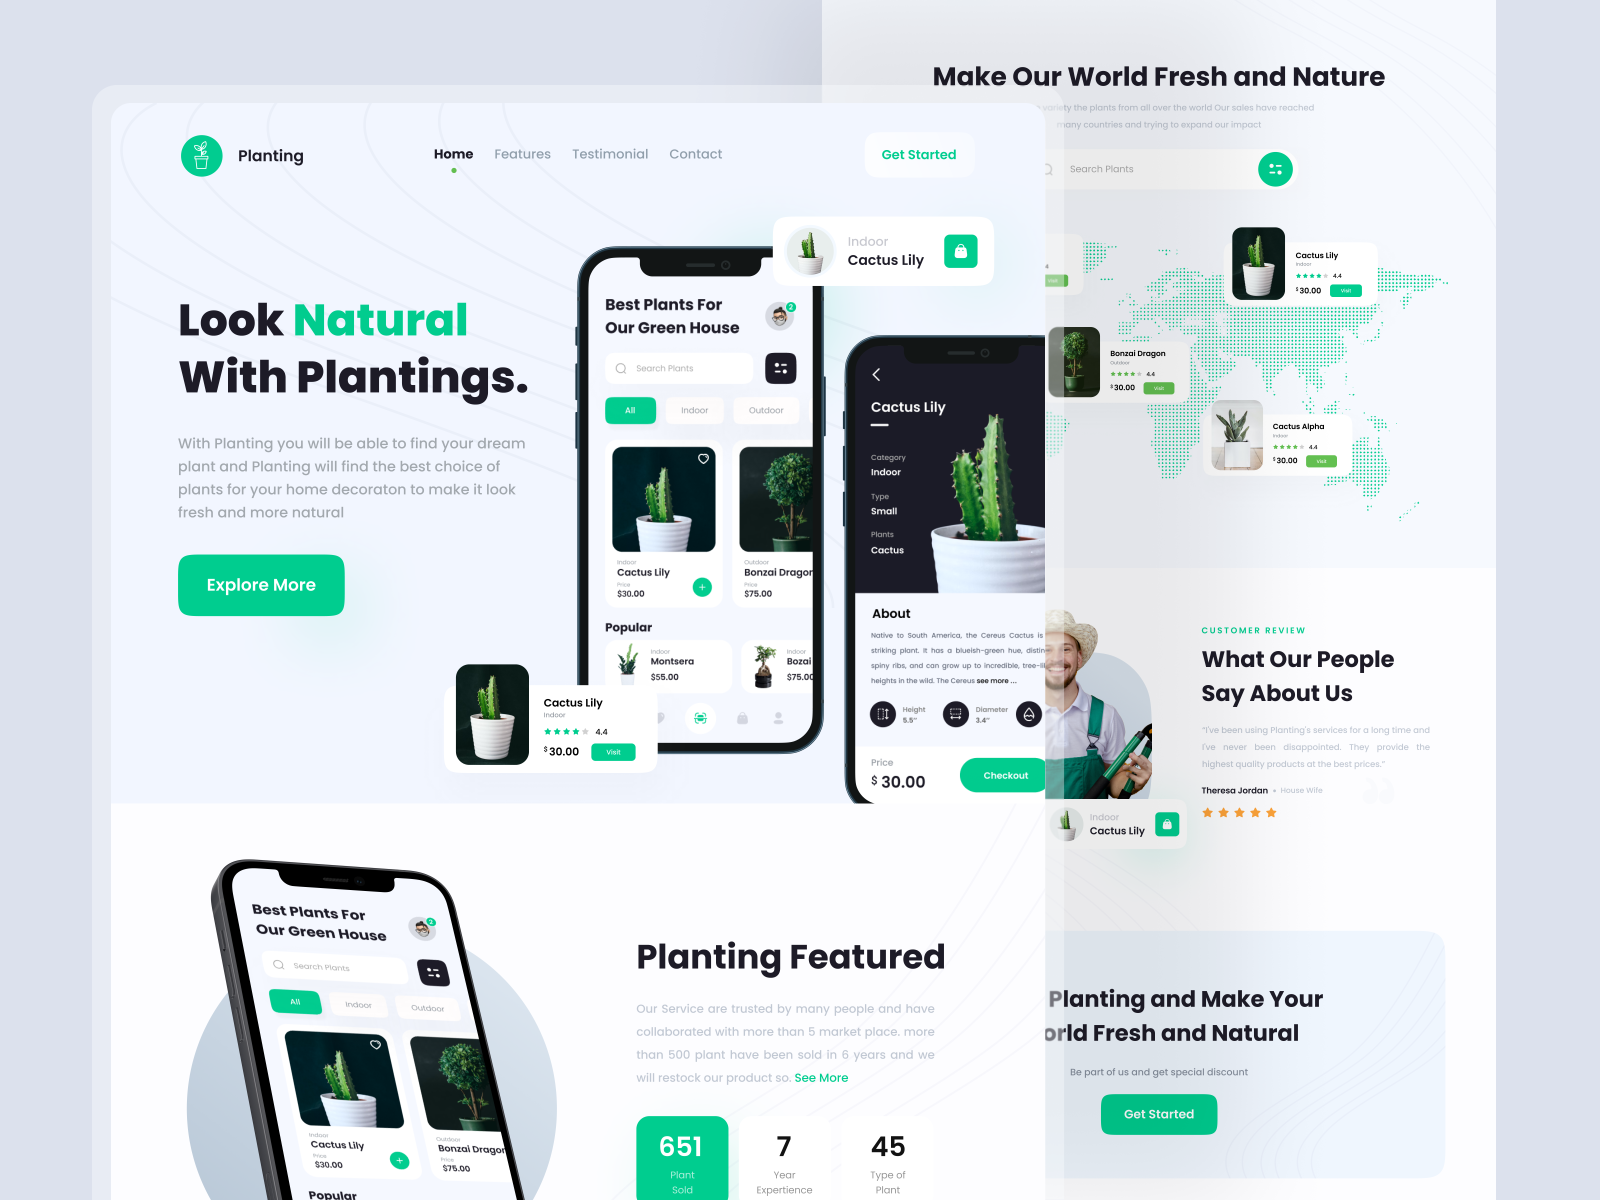 Planting
Home
Features
Testimonial
Contact
Get Started
Look Natural
With Plantings.
With Planting you will be able to find your dream
plant and Planting will find the best choice of
plants for your home decoraton to make it look
fresh and more natural
Explore More
Best Plants For
Our Green House
2
Search Plants
All
Indoor
Outdoor
Indoor
Cactus Lily
Price
$30.00
Outdoor
Bonzai Dragon
Price
$75.00
Popular
Indoor
Montsera
$55.00
Indoor
Bozai
$75.00
Indoor
Cactus Lily
Cactus Lily
Indoor
4.4
$30.00
Visit
Cactus Lily
Category
Indoor
Type
Small
Plants
Cactus
About
Native to South America, the Cereus Cactus is
striking plant. It has a blueish-green hue,
spiny ribs, and can grow up to incredible,
heights in the wild. The Cereus see more ...
Height
5.5"
Diameter
3.4"
Price
$ 30.00
Checkout
Best Plants For
Our Green House
2
Search Plants
All
Indoor
Outdoor
Indoor
Cactus Lily
Price
$30.00
Outdoor
Bonzai Dragon
Price
$75.00
Popular
Planting Featured
Our Service are trusted by many people and have
collaborated with more than 5 market place. more
than 500 plant have been sold in 6 years and we
will restock our product so. See More
651
Plant
Sold
7
Year
Expertience
45
Type of
Plant
Make Our World Fresh and Nature
variety the plants from all over the world Our sales have reached
many countries and trying to expand our impact
Search Plants
Cactus Lily
Indoor
4.4
$30.00
Visit
4
Visit
Bonzai Dragon
Outdoor
4.4
$30.00
Visit
Cactus Alpha
Indoor
4.4
$30.00
Visit
CUSTOMER REVIEW
What Our People
Say About Us
"I've been using Planting's services for a long time and
I've never been disappointed. They provide the
highest quality products at the best prices."
Theresa Jordan • House Wife
Indoor
Cactus Lily
Planting and Make Your
orld Fresh and Natural
Be part of us and get special discount
Get Started